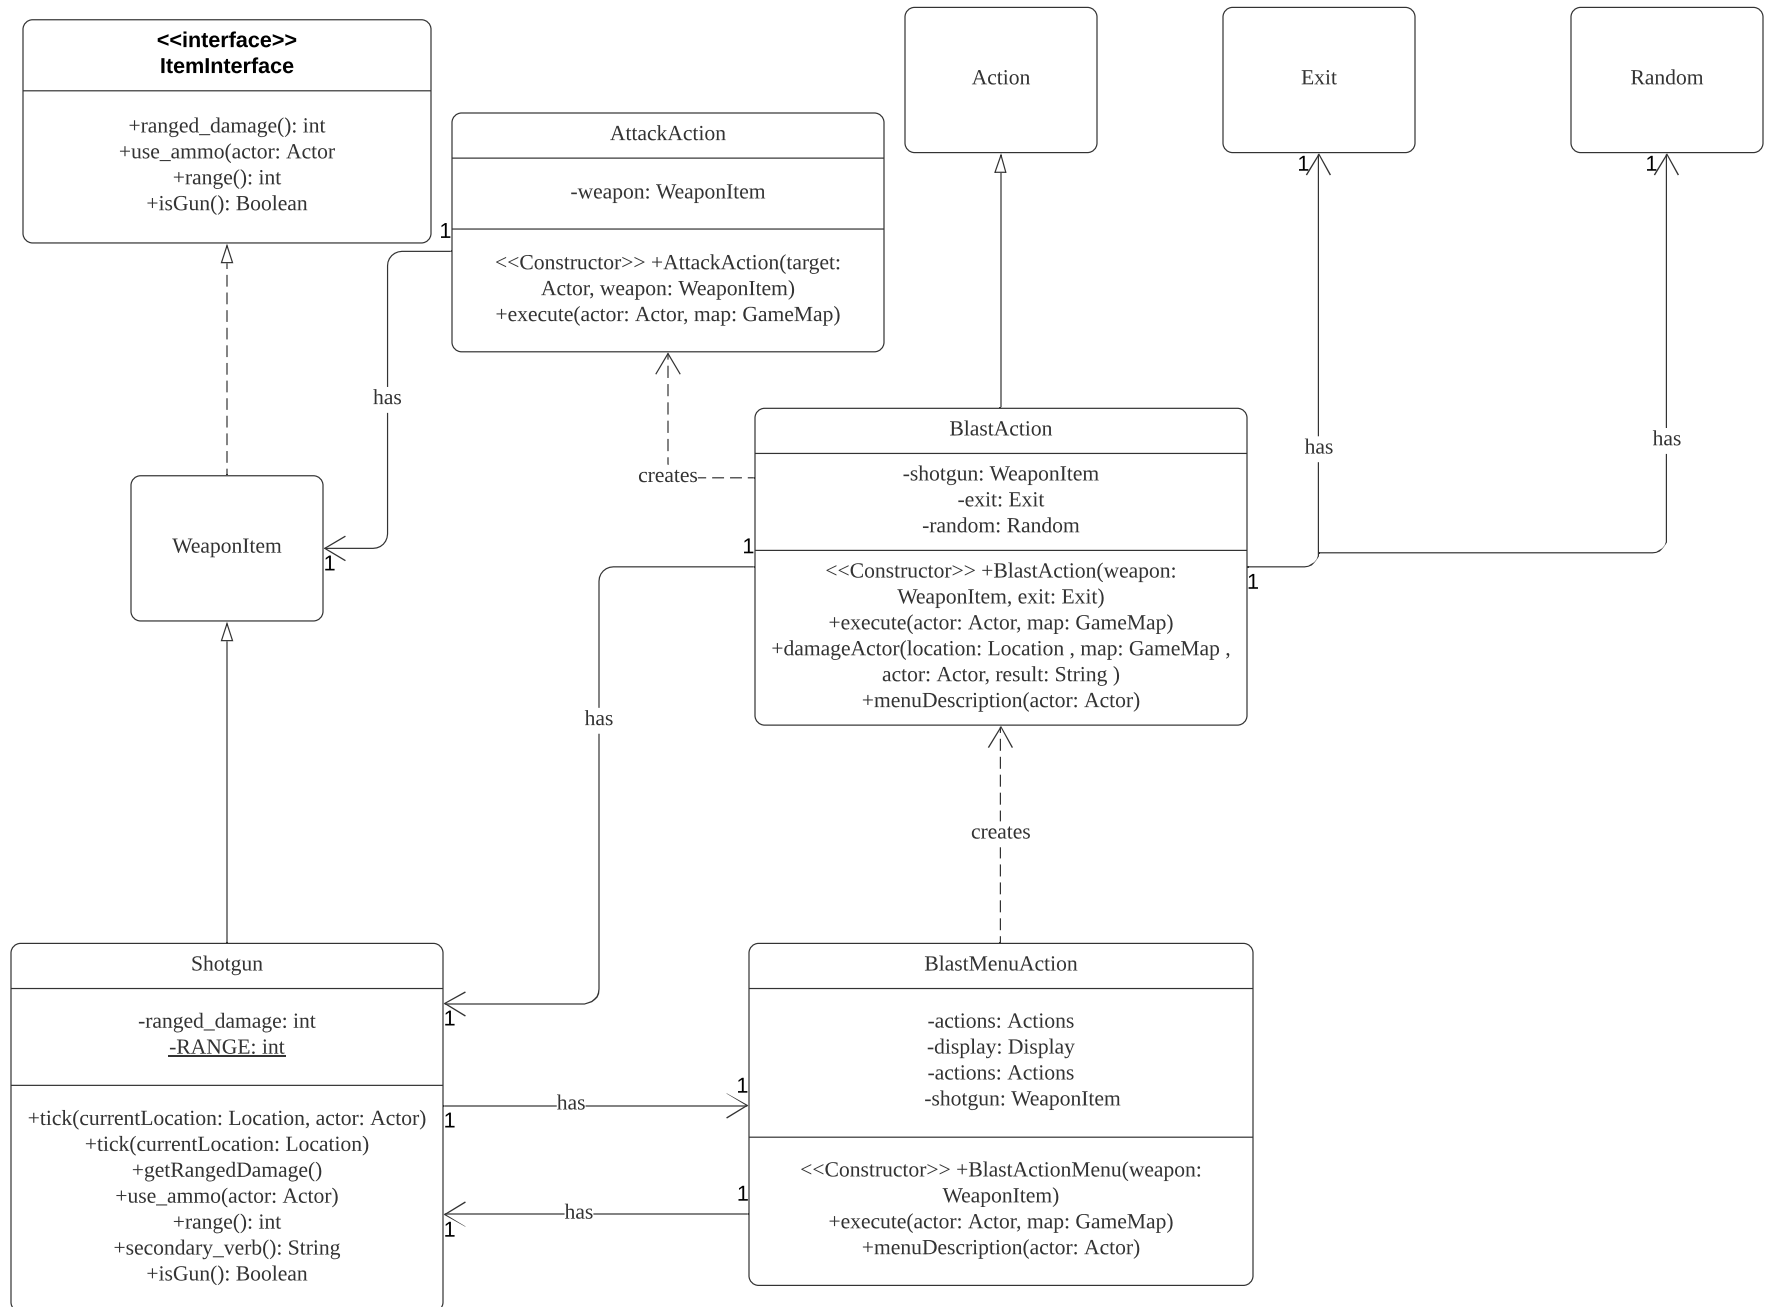 <<interface>>
ItemInterface
+ranged_damage(): int
+use_ammo(actor: Actor
+range(): int
+isGun(): Boolean
AttackAction
-weapon: WeaponItem
<<Constructor>> +AttackAction(target:
Actor, weapon: WeaponItem)
+execute(actor: Actor, map: GameMap)
Action
Exit
Random
1
1
1
has
1
WeaponItem
creates
BlastAction
-shotgun: WeaponItem
-exit: Exit
-random: Random
<<Constructor>> +BlastAction(weapon:
WeaponItem, exit: Exit)
+execute(actor: Actor, map: GameMap)
+damageActor(location: Location , map: GameMap ,
actor: Actor, result: String )
+menuDescription(actor: Actor)
has
has
1
1
has
1
creates
Shotgun
-ranged_damage: int
-RANGE: int
+tick(currentLocation: Location, actor: Actor)
+tick(currentLocation: Location)
+getRangedDamage()
+use_ammo(actor: Actor)
+range(): int
+secondary_verb(): String
+isGun(): Boolean
1
has
1
1
has
1
BlastMenuAction
-actions: Actions
-display: Display
-actions: Actions
-shotgun: WeaponItem
<<Constructor>> +BlastActionMenu(weapon:
WeaponItem)
+execute(actor: Actor, map: GameMap)
+menuDescription(actor: Actor)